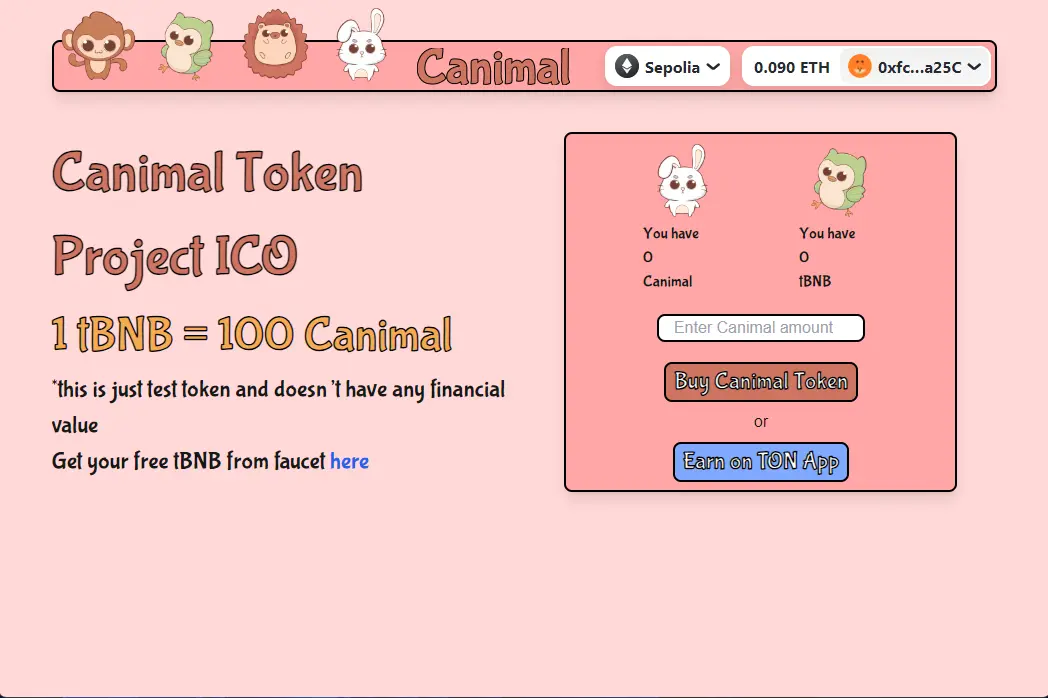 Canimal
Sepolia
0.090 ETH
0xfc...a25C
Canimal Token
Project ICO
1 tBNB = 100 Canimal
*this is just test token and doesn't have any financial
value
Get your free tBNB from faucet here
You have
0
Canimal
You have
0
tBNB
Enter Canimal amount
Buy Canimal Token
or
Earn on TON App